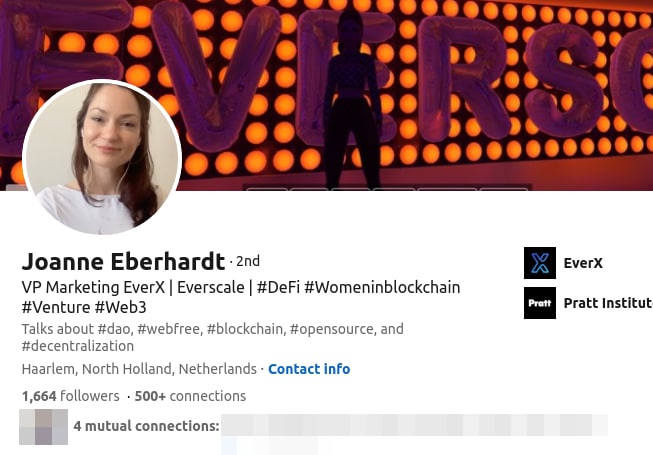 EVERSC
Joanne Eberhardt · 2nd
VP Marketing EverX | Everscale | #DeFi #Womeninblockchain
#Venture #Web3
Talks about #dao, #webfree, #blockchain, #opensource, and
#decentralization
Haarlem, North Holland, Netherlands · Contact info
1,664 followers · 500+ connections
4 mutual connections:
EverX
Pratt
Pratt Institut